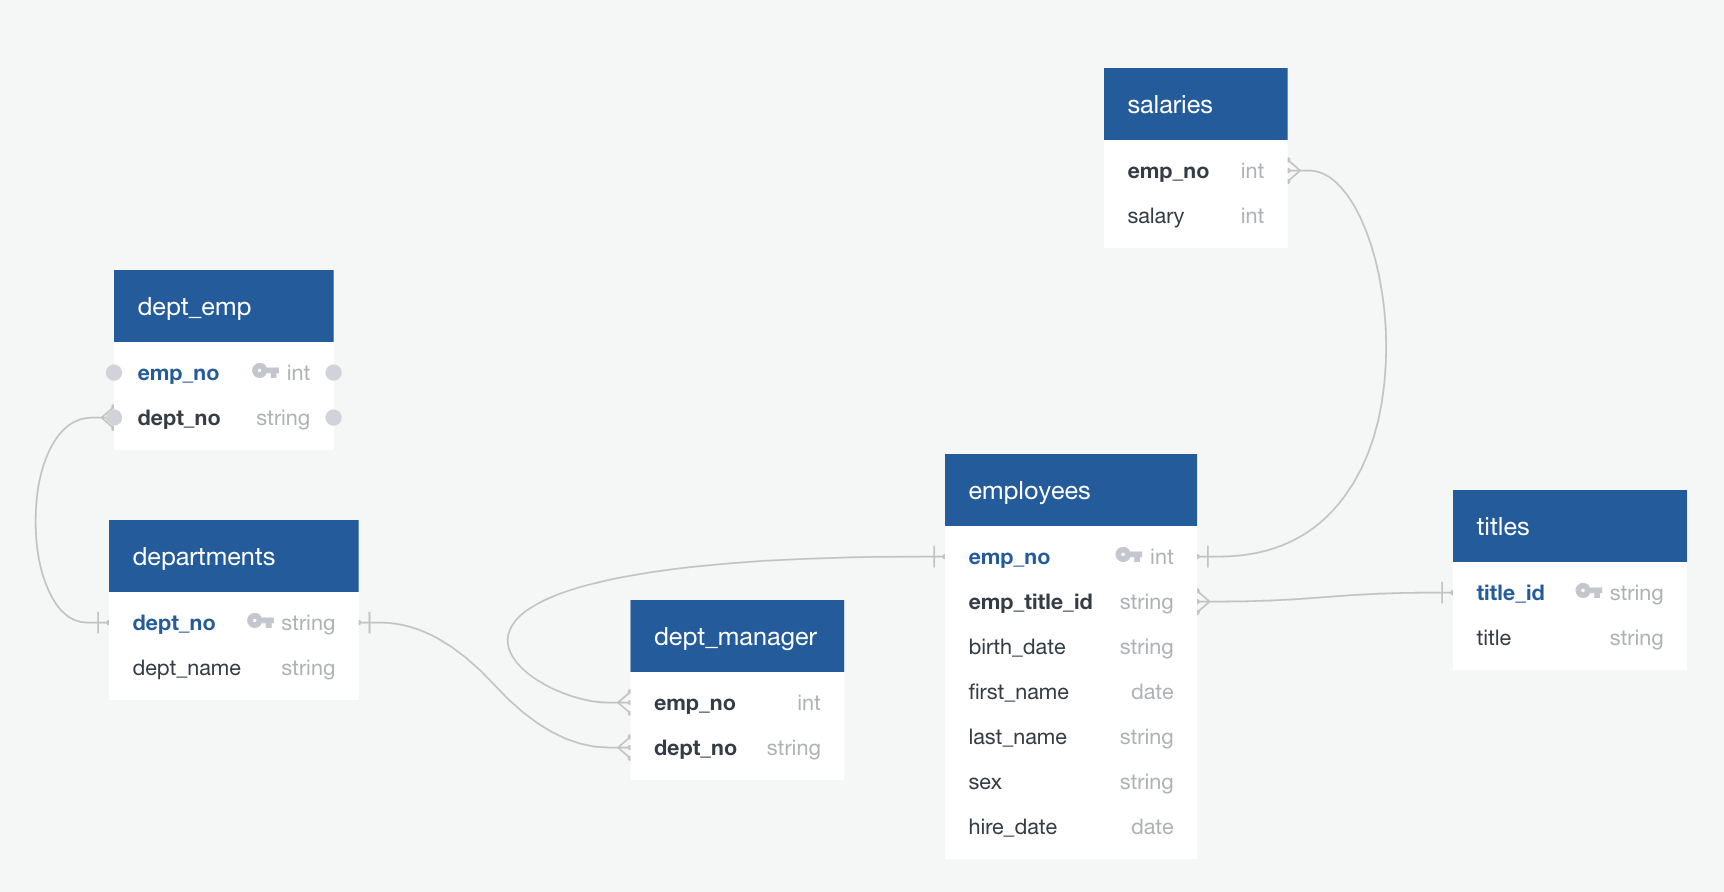 salaries
emp_no int
salary int
dept_emp
emp_no int
dept_no string
departments
dept_no string
dept_name string
dept_manager
emp_no int
dept_no string
employees
emp_no int
emp_title_id string
birth_date string
first_name date
last_name string
sex string
hire_date date
titles
title_id string
title string